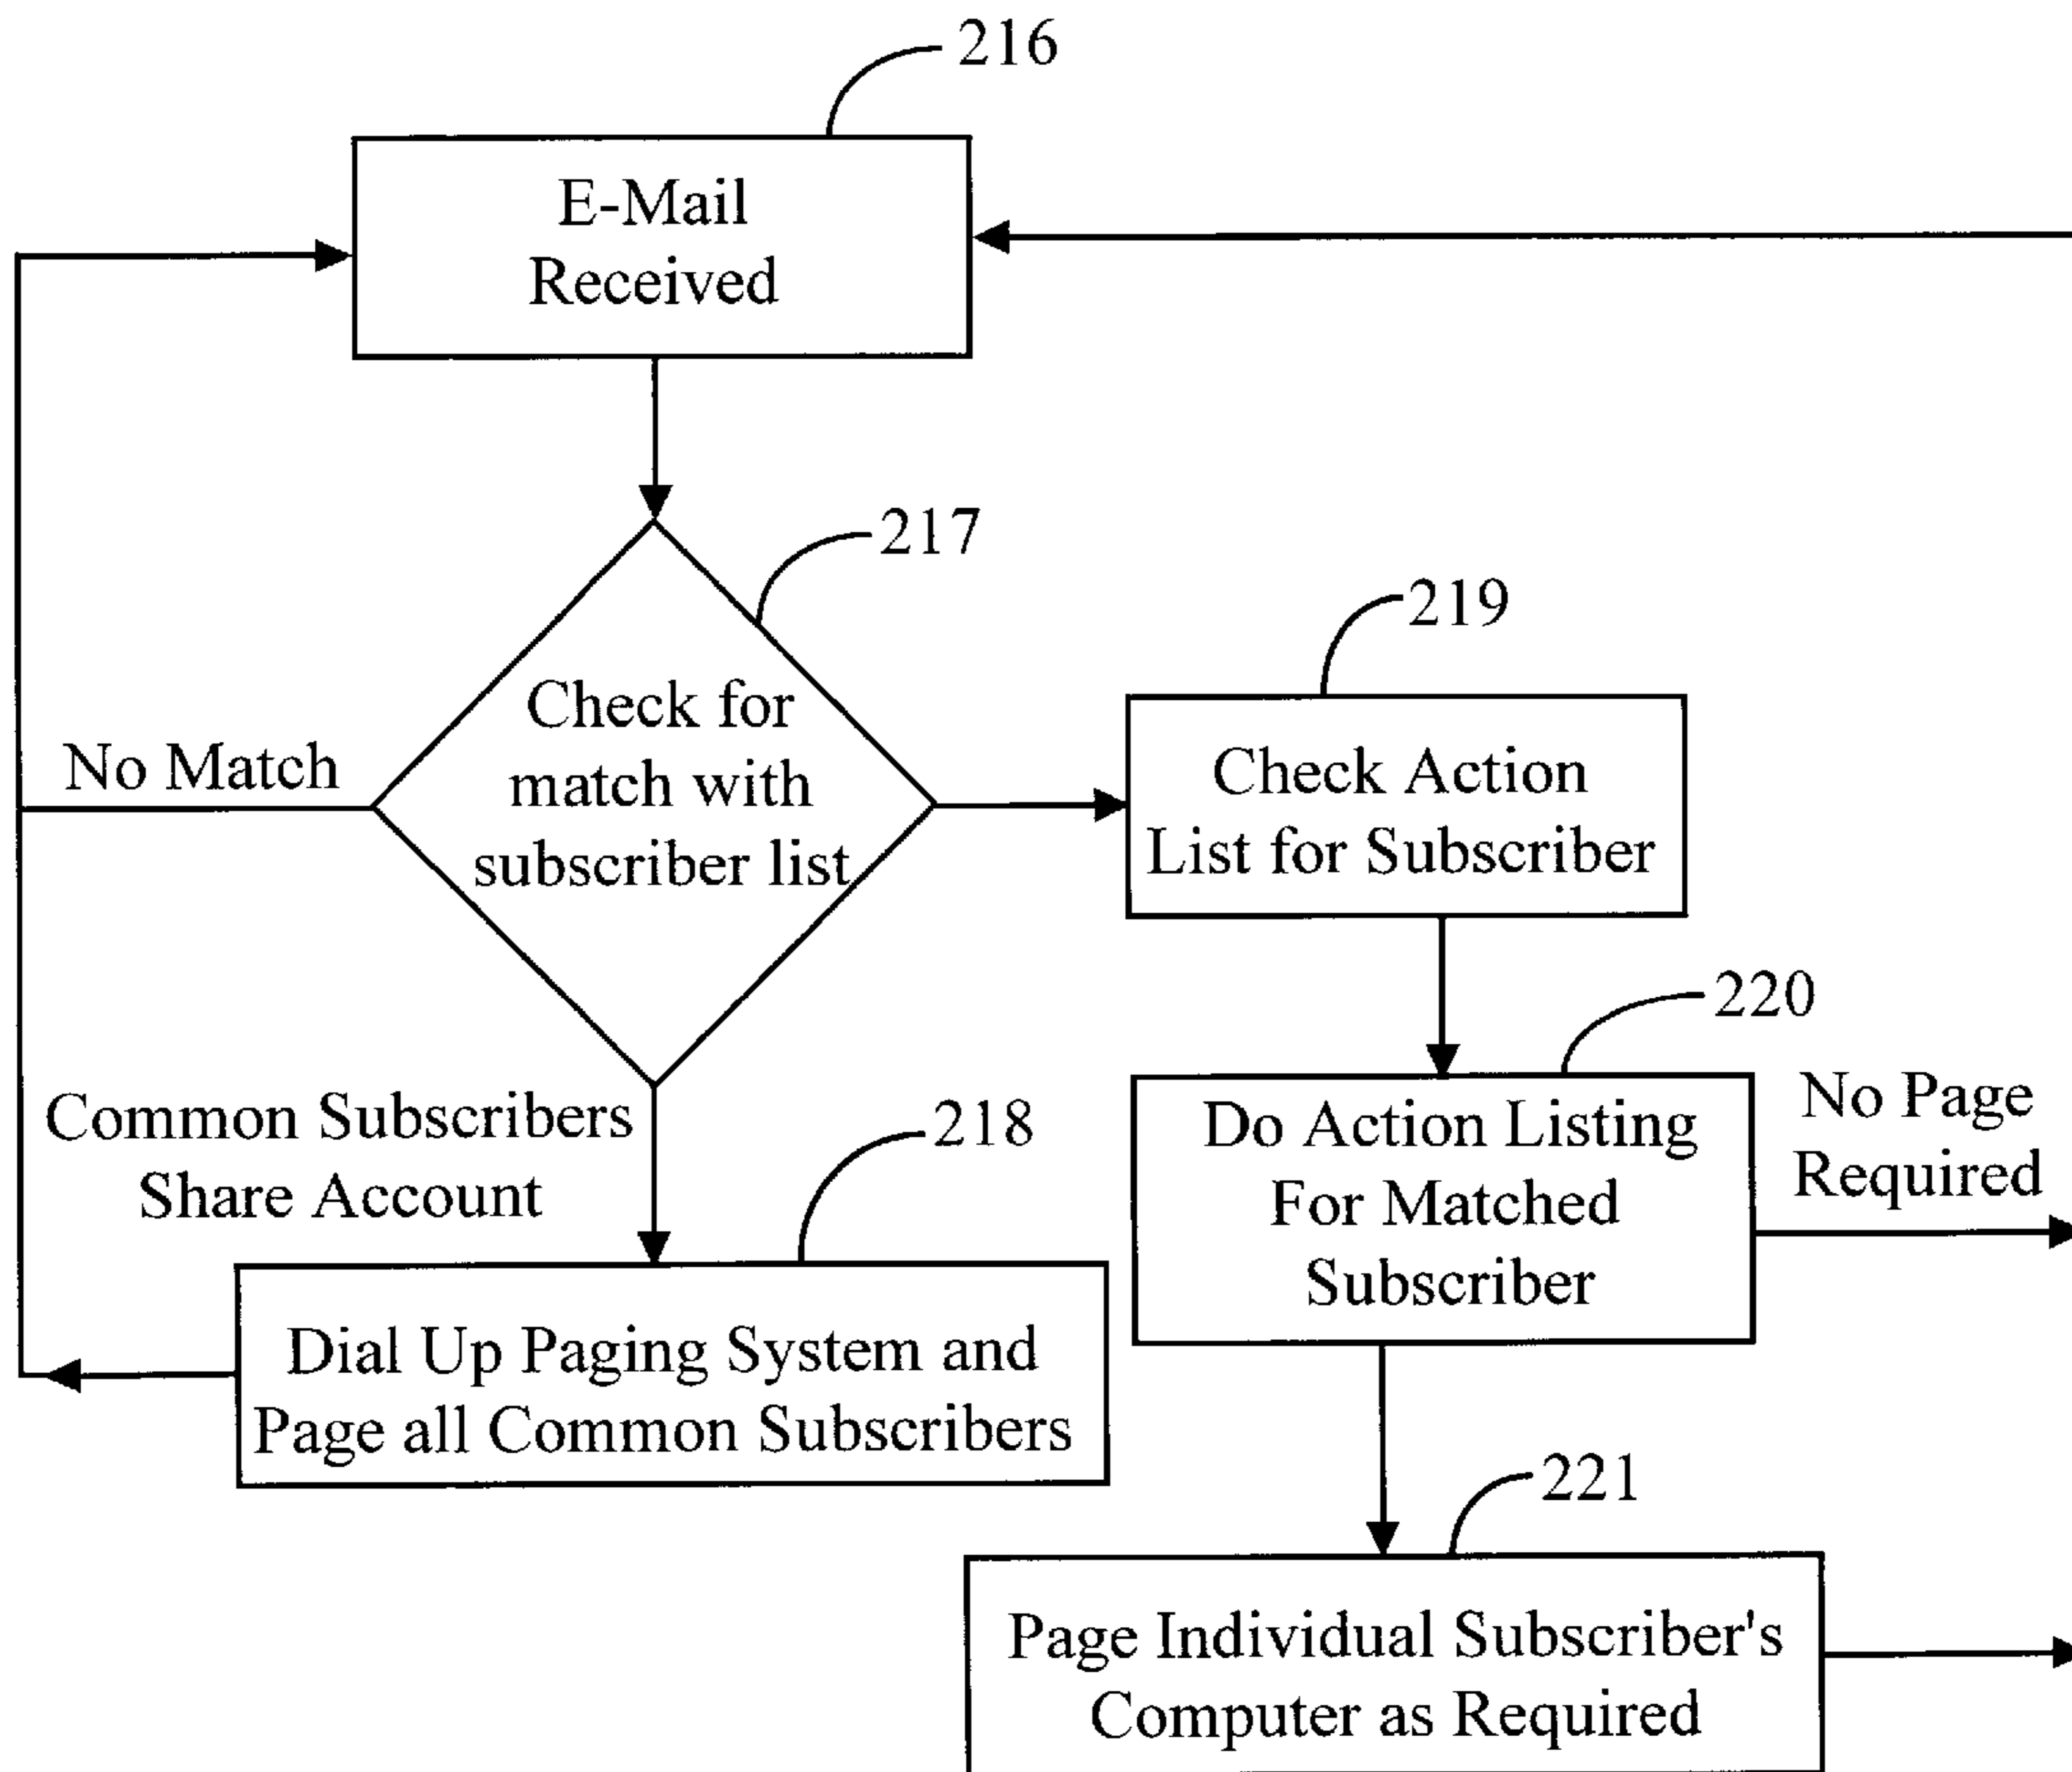 216
E-Mail
Received
217
Check for
match with
subscriber list
No Match
219
Check Action
List for Subscriber
220
Do Action Listing
For Matched
Subscriber
No Page
Required
Common Subscribers
Share Account
218
Dial Up Paging System and
Page all Common Subscribers
221
Page Individual Subscriber's
Computer as Required